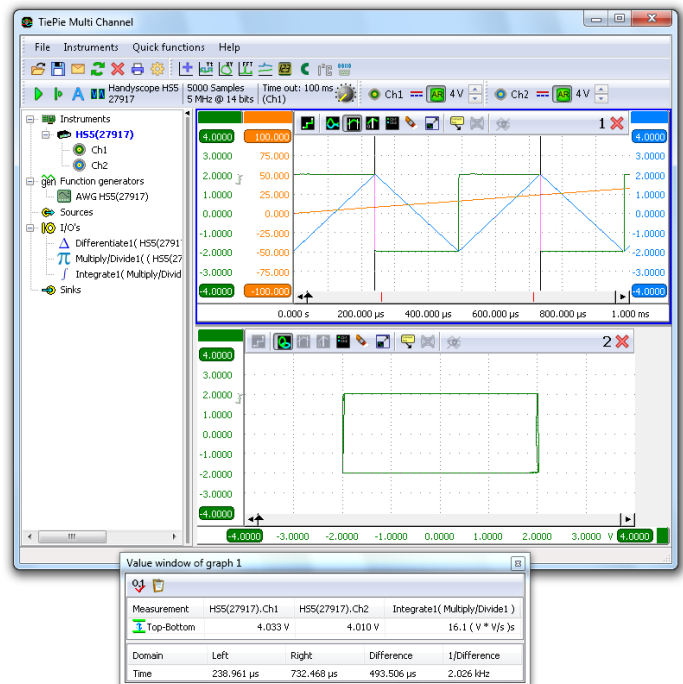 TiePie Multi Channel
File Instruments Quick functions Help
Handyscope HS5 5000 Samples Time out: 100 ms
27917 5 MHz @ 14 bits (Ch1)
Ch1 AR 4 V Ch2 AR 4 V
Instruments
HS5(27917)
Ch1
Ch2
Function generators
AWG HS5(27917)
Sources
I/O's
Differentiate1( HS5(2791
Multiply/Divide1( ( HS5(27
Integrate1( Multiply/Divid
Sinks
1
4.0000 100.000 4.0000
3.0000 75.000 3.0000
2.0000 50.000 2.0000
1.0000 25.000 1.0000
0.0000 0.000 0.0000
-1.0000 -25.000 -1.0000
-2.0000 -50.000 -2.0000
-3.0000 -75.000 -3.0000
-4.0000 -100.000 -4.0000
0.000 s 200.000 µs 400.000 µs 600.000 µs 800.000 µs 1.000 ms
2
4.0000
3.0000
2.0000
1.0000
0.0000
-1.0000
-2.0000
-3.0000
-4.0000
-4.0000 -3.0000 -2.0000 -1.0000 0.0000 1.0000 2.0000 3.0000 V 4.0000
Value window of graph 1
Measurement HS5(27917).Ch1 HS5(27917).Ch2 Integrate1( Multiply/Divide1 )
Top-Bottom 4.033 V 4.010 V 16.1 ( V * V/s )s
Domain Left Right Difference 1/Difference
Time 238.961 µs 732.468 µs 493.506 µs 2.026 kHz